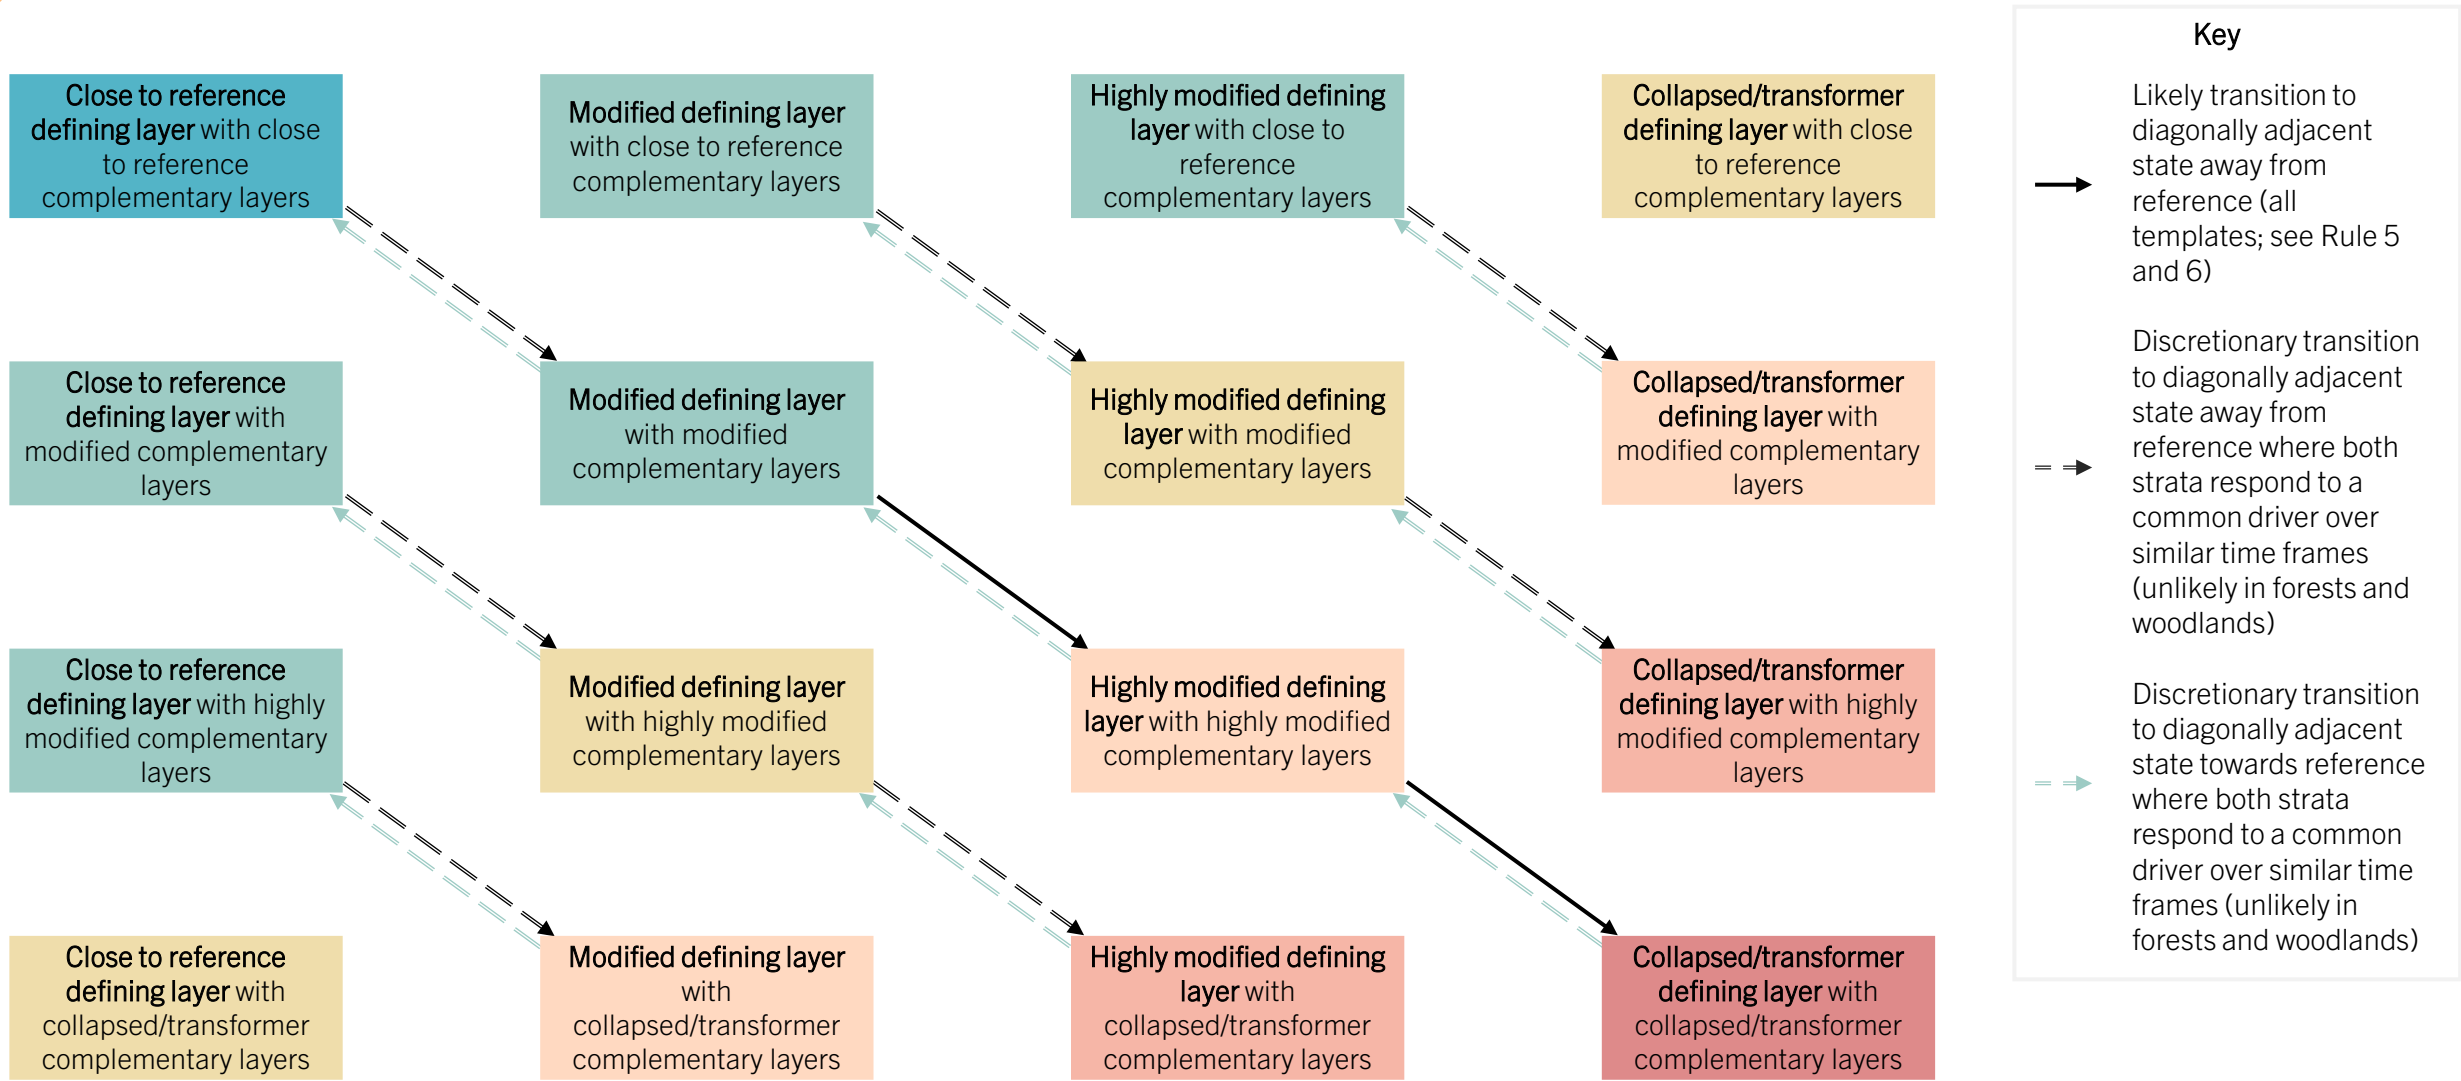 Close to reference
defining layer with close
to reference
complementary layers
Modified defining layer
with close to reference
complementary layers
Highly modified defining
layer with close to
reference
complementary layers
Collapsed/transformer
defining layer with close
to reference
complementary layers
Close to reference
defining layer with
modified complementary
layers
Modified defining layer
with modified
complementary layers
Highly modified defining
layer with modified
complementary layers
Collapsed/transformer
defining layer with
modified complementary
layers
Close to reference
defining layer with highly
modified complementary
layers
Modified defining layer
with highly modified
complementary layers
Highly modified defining
layer with highly modified
complementary layers
Collapsed/transformer
defining layer with highly
modified complementary
layers
Close to reference
defining layer with
collapsed/transformer
complementary layers
Modified defining layer
with
collapsed/transformer
complementary layers
Highly modified defining
layer with
collapsed/transformer
complementary layers
Collapsed/transformer
defining layer with
collapsed/transformer
complementary layers
Key
Likely transition to
diagonally adjacent
state away from
reference (all
templates; see Rule 5
and 6)
Discretionary transition
to diagonally adjacent
state away from
reference where both
strata respond to a
common driver over
similar time frames
(unlikely in forests and
woodlands)
Discretionary transition
to diagonally adjacent
state towards reference
where both strata
respond to a common
driver over similar time
frames (unlikely in
forests and woodlands)